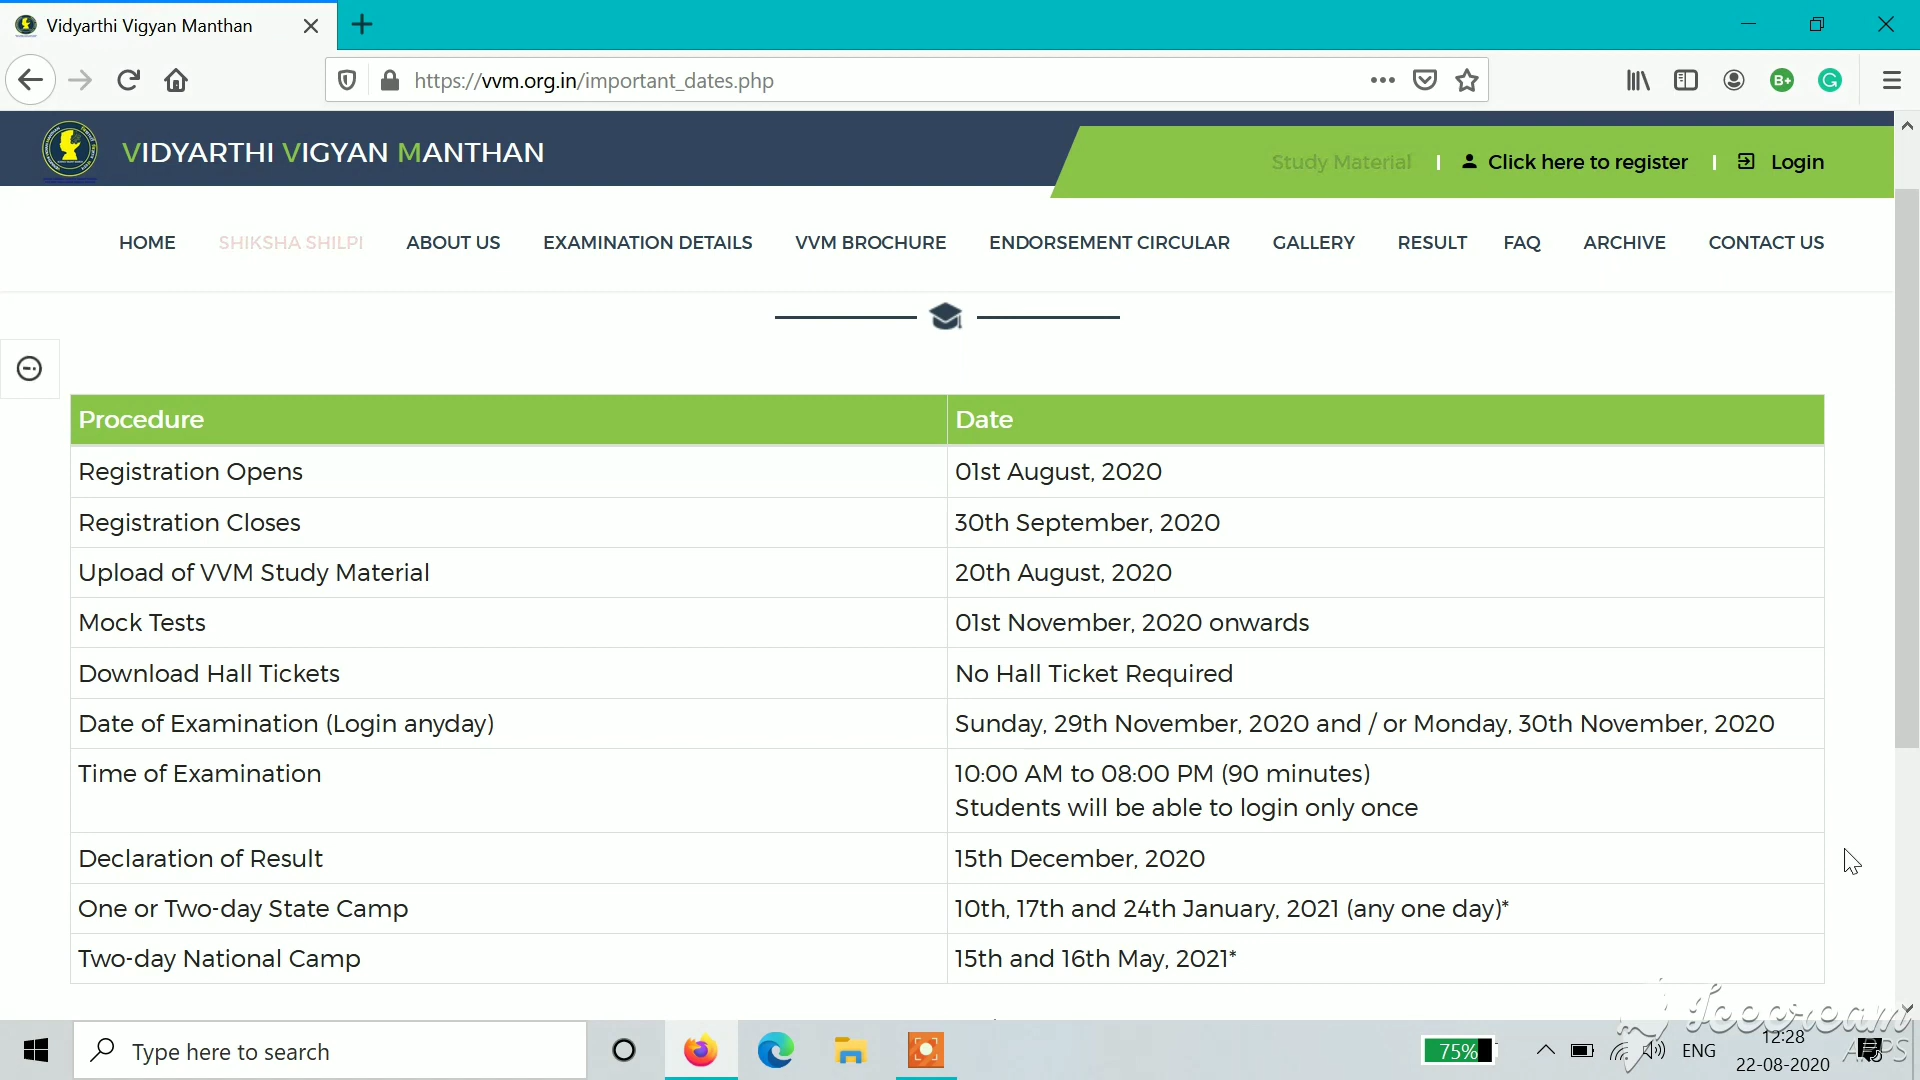 Vidyarthi Vigyan Manthan
https://vvm.org.in/important_dates.php
VIDYARTHI VIGYAN MANTHAN
Study Material | Click here to register | Login
HOME SHIKSHA SHILPI ABOUT US EXAMINATION DETAILS VVM BROCHURE ENDORSEMENT CIRCULAR GALLERY RESULT FAQ ARCHIVE CONTACT US
Procedure Date
Registration Opens 01st August, 2020
Registration Closes 30th September, 2020
Upload of VVM Study Material 20th August, 2020
Mock Tests 01st November, 2020 onwards
Download Hall Tickets No Hall Ticket Required
Date of Examination (Login anyday) Sunday, 29th November, 2020 and / or Monday, 30th November, 2020
Time of Examination 10:00 AM to 08:00 PM (90 minutes)
Students will be able to login only once
Declaration of Result 15th December, 2020
One or Two-day State Camp 10th, 17th and 24th January, 2021 (any one day)*
Two-day National Camp 15th and 16th May, 2021*
Icecream
APPS
Type here to search
75%
ENG
12:28
22-08-2020
B+
G